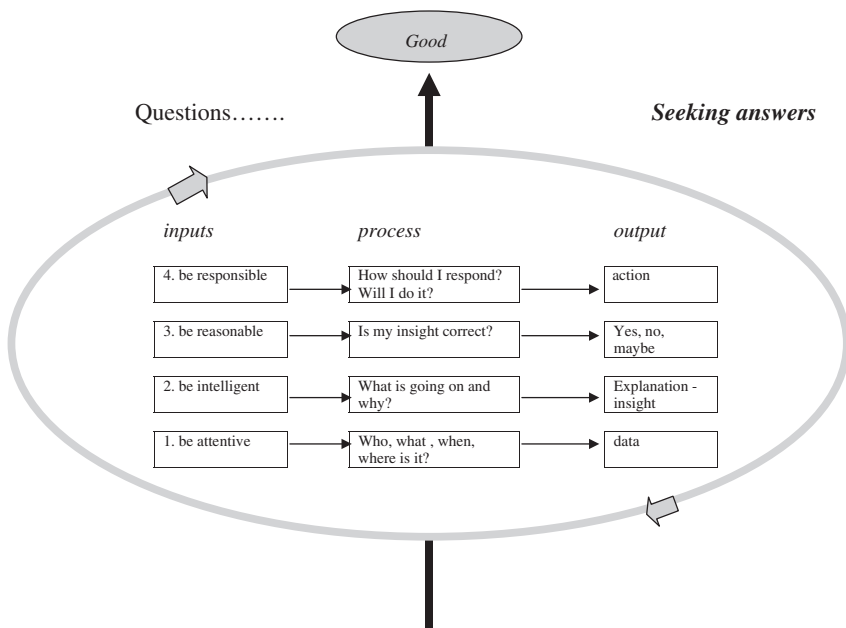 Good
Questions…….
Seeking answers
inputs
process
output
4. be responsible
How should I respond?
Will I do it?
action
3. be reasonable
Is my insight correct?
Yes, no,
maybe
2. be intelligent
What is going on and
why?
Explanation -
insight
1. be attentive
Who, what , when,
where is it?
data